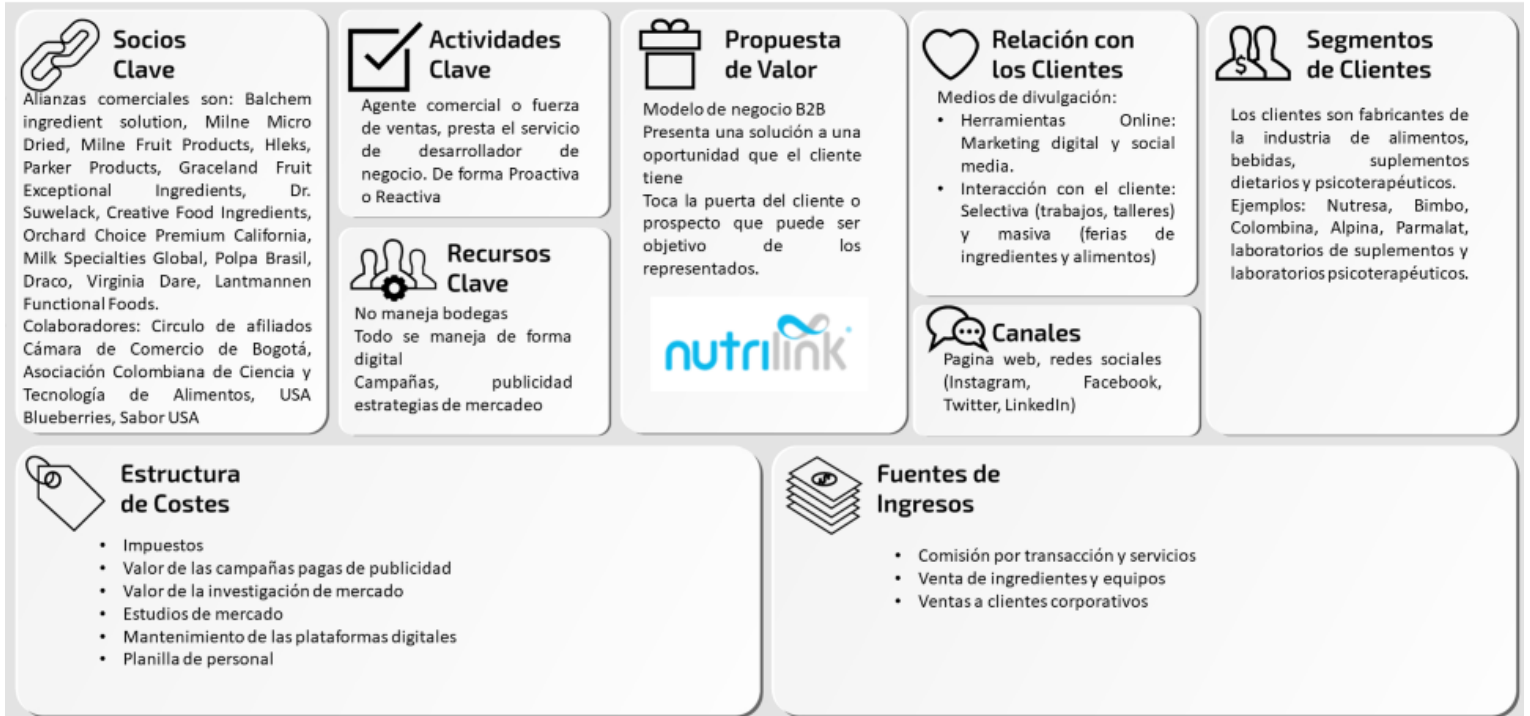 Socios
Clave
Alianzas comerciales son: Balchem
ingredient solution, Milne Micro
Dried, Milne Fruit Products, Hleks,
Parker Products, Graceland Fruit
Exceptional Ingredients, Dr.
Suwelack, Creative Food Ingredients,
Orchard Choice Premium California,
Milk Specialties Global, Polpa Brasil,
Draco, Virginia Dare, Lantmannen
Functional Foods.
Colaboradores: Circulo de afiliados
Cámara de Comercio de Bogotá,
Asociación Colombiana de Ciencia y
Tecnología de Alimentos, USA
Blueberries, Sabor USA
Actividades
Clave
Agente comercial o fuerza
de ventas, presta el servicio
de desarrollador de
negocio. De forma Proactiva
o Reactiva
Recursos
Clave
No maneja bodegas
Todo se maneja de forma
digital
Campañas, publicidad
estrategias de mercadeo
Propuesta
de Valor
Modelo de negocio B2B
Presenta una solución a una
oportunidad que el cliente
tiene
Toca la puerta del cliente o
prospecto que puede ser
objetivo de los
representados.
nutrilink
Relación con
los Clientes
Medios de divulgación:
• Herramientas Online:
Marketing digital y social
media.
• Interacción con el cliente:
Selectiva (trabajos, talleres)
y masiva (ferias de
ingredientes y alimentos)
Canales
Pagina web, redes sociales
(Instagram, Facebook,
Twitter, LinkedIn)
Segmentos
de Clientes
Los clientes son fabricantes de
la industria de alimentos,
bebidas, suplementos
dietarios y psicoterapéuticos.
Ejemplos: Nutresa, Bimbo,
Colombina, Alpina, Parmalat,
laboratorios de suplementos y
laboratorios psicoterapéuticos.
Estructura
de Costes
• Impuestos
• Valor de las campañas pagas de publicidad
• Valor de la investigación de mercado
• Estudios de mercado
• Mantenimiento de las plataformas digitales
• Planilla de personal
Fuentes de
Ingresos
• Comisión por transacción y servicios
• Venta de ingredientes y equipos
• Ventas a clientes corporativos